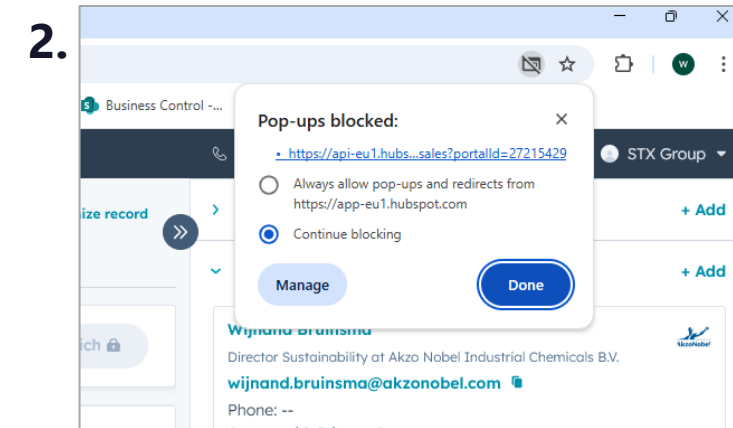 2.
Business Control -...
Pop-ups blocked:
• https://api-eu1.hubs...sales?portalId=27215429
Always allow pop-ups and redirects from
https://app-eu1.hubspot.com
Continue blocking
Manage
Done
W
STX Group
ize record
+ Add
+ Add
ich
Wijnand Bruinsma
Director Sustainability at Akzo Nobel Industrial Chemicals B.V.
wijnand.bruinsma@akzonobel.com
Phone: --
AkzoNobel